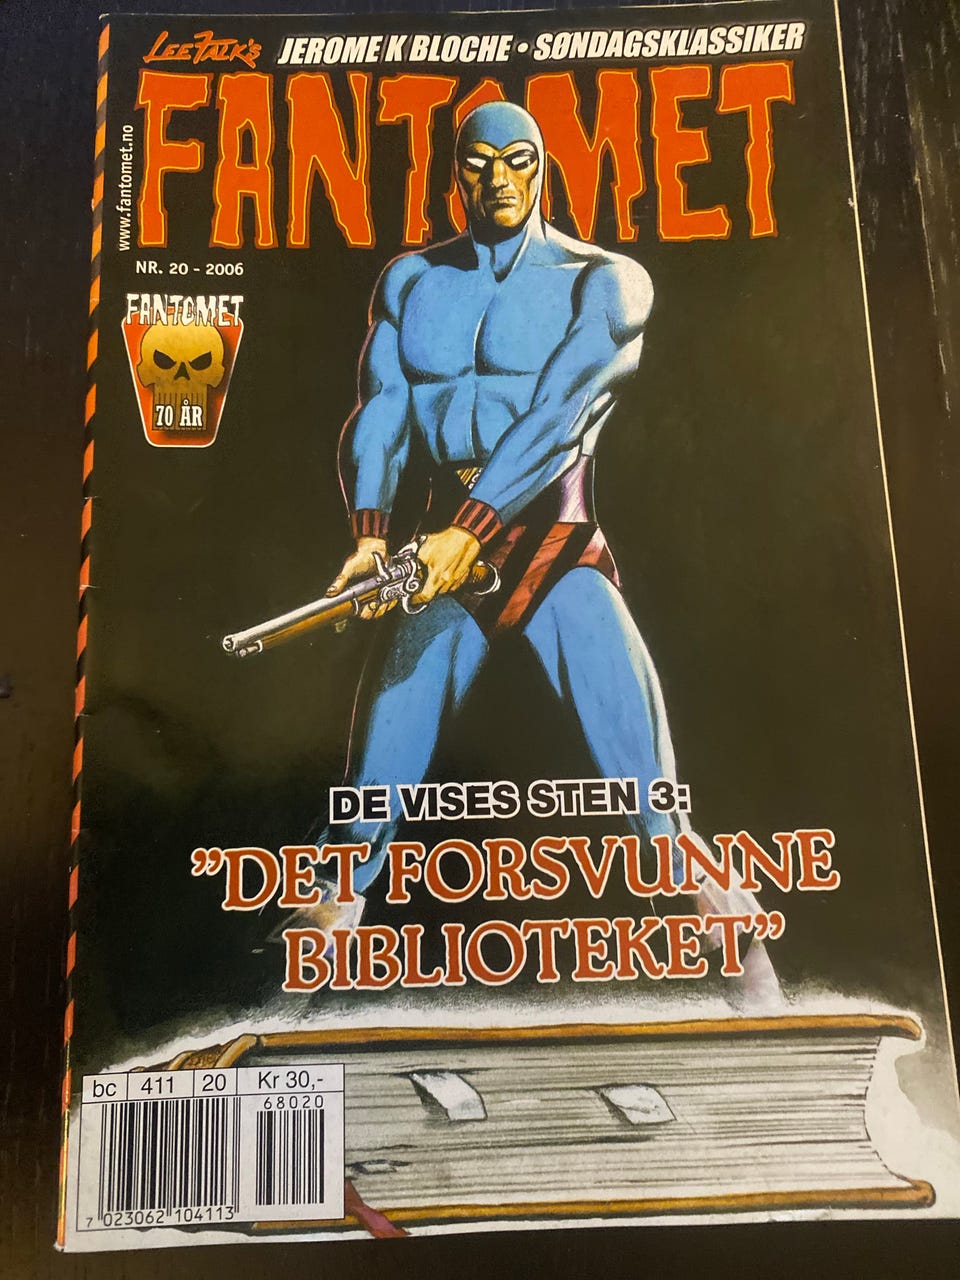 LEE FALK'S
JEROME K BLOCHE • SØNDAGSKLASSIKER
FANTOMET
www.fantomet.no
NR. 20 - 2006
FANTOMET
70 ÅR
DE VISES STEN 3:
"DET FORSVUNNE
BIBLIOTEKET"
bc 411 20 Kr 30,-
68020
7 023062 104113